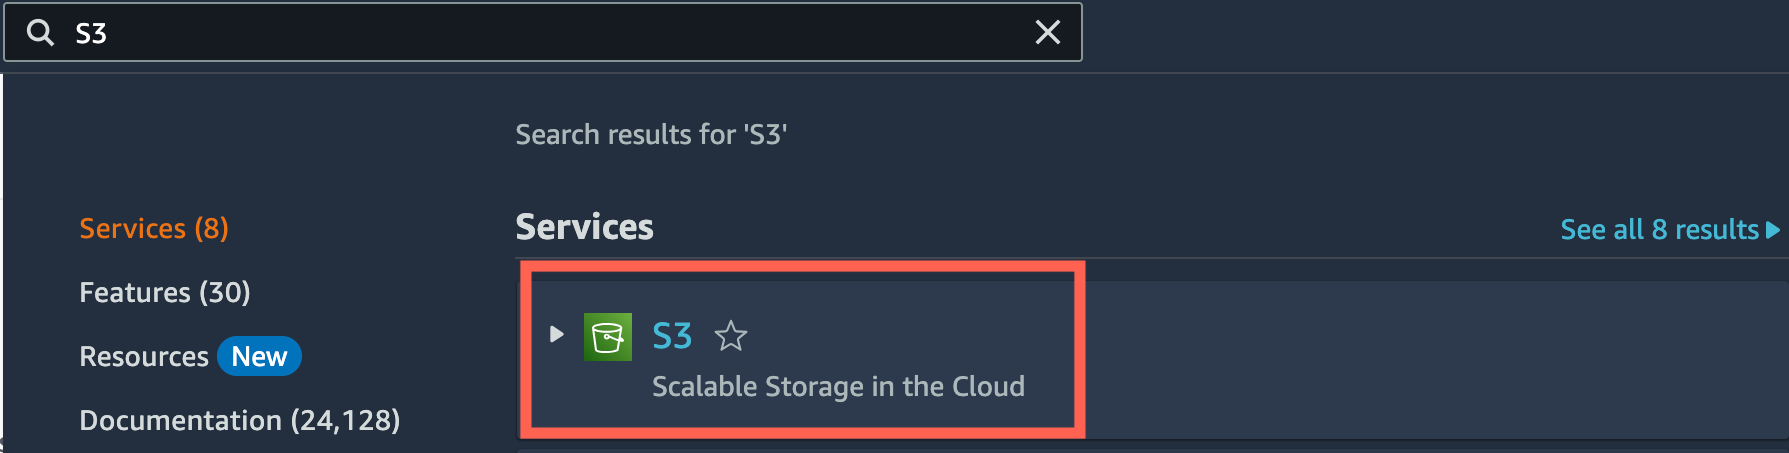 S3
Search results for 'S3'
Services (8)
Features (30)
Resources New
Documentation (24,128)
Services
See all 8 results
S3
Scalable Storage in the Cloud